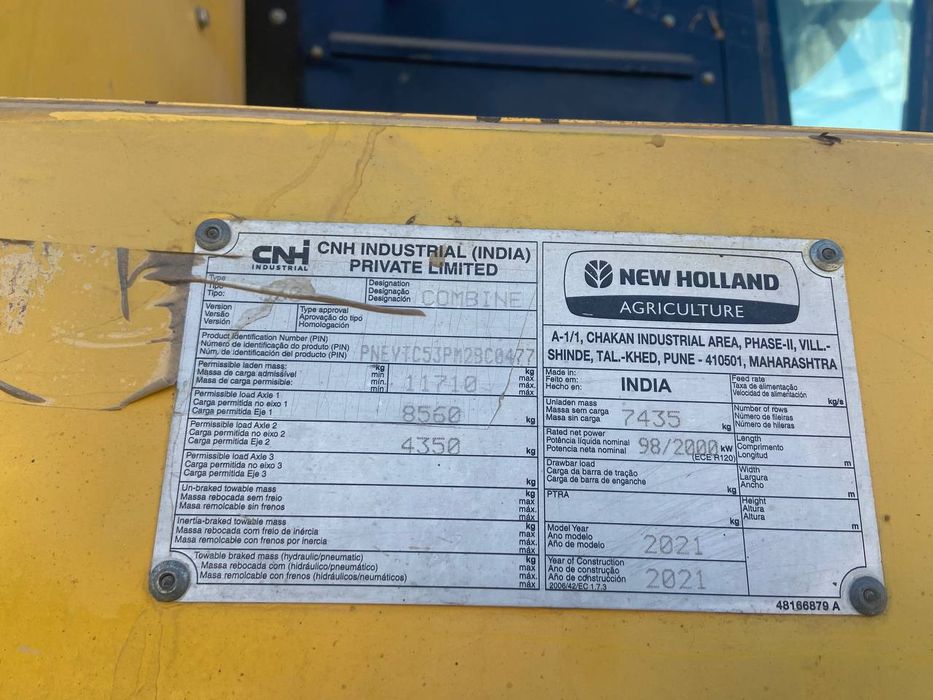 CNH
INDUSTRIAL
CNH INDUSTRIAL (INDIA)
PRIVATE LIMITED
Type
Tipo
Tipo:
Designation
Designação
Designación
COMBINE
Version
Versão
Versión
Type approval
Aprovação do tipo
Homologación
Product Identification Number (PIN)
Número de identificação do produto (PIN)
Num. de identificación del producto (PIN)
Permissible laden mass:
Massa de carga admissível
Masa de carga permisible:
kg
min.
mín.
mín.
11710
kg
max
máx
máx
Permissible load Axle 1
Carga permitida no eixo 1
Carga permitida Eje 1
8560
kg
Permissible load Axle 2
Carga permitida no eixo 2
Carga permitida Eje 2
4350
kg
Permissible load Axle 3
Carga permitida no eixo 3
Carga permitida Eje 3
kg
Un-braked towable mass
Massa rebocada sem freio
Masa remolcable sin frenos
kg
max
máx
máx.
Inertia-braked towable mass
Massa rebocada com freio de inércia
Masa remolcable con frenos por inercia
kg
max
máx
máx.
Towable braked mass (hydraulic/pneumatic)
Massa rebocada com (hidráulico/pneumático)
Masa remolcable con frenos (hidráulicos/neumáticos)
kg
max
máx.
máx.
NEW HOLLAND
AGRICULTURE
A-1/1, CHAKAN INDUSTRIAL AREA, PHASE-II, VILL.-
SHINDE, TAL.-KHED, PUNE - 410501, MAHARASHTRA
Made in:
Feito em:
Hecho en:
INDIA
Feed rate
Taxa de alimentação
Velocidad de alimentación
kg/s
Unladen mass
Massa sem carga
Masa sin carga
7435
kg
Number of rows
Número de fileiras
Número de hileras
Rated net power
Potência líquida nominal
Potencia neta nominal
98/2000
kW
(ECE R120)
Length
Comprimento
Longitud
m
Drawbar load
Carga da barra de tração
Carga de barra de enganche
kg
Width
Largura
Ancho
m
PTRA
kg
Height
Altura
Altura
m
Model Year
Ano modelo
Año de modelo
2021
Year of Construction
Ano de construção
Año de construcción
2006/42/EC 1.7.3
2021
48166879 A